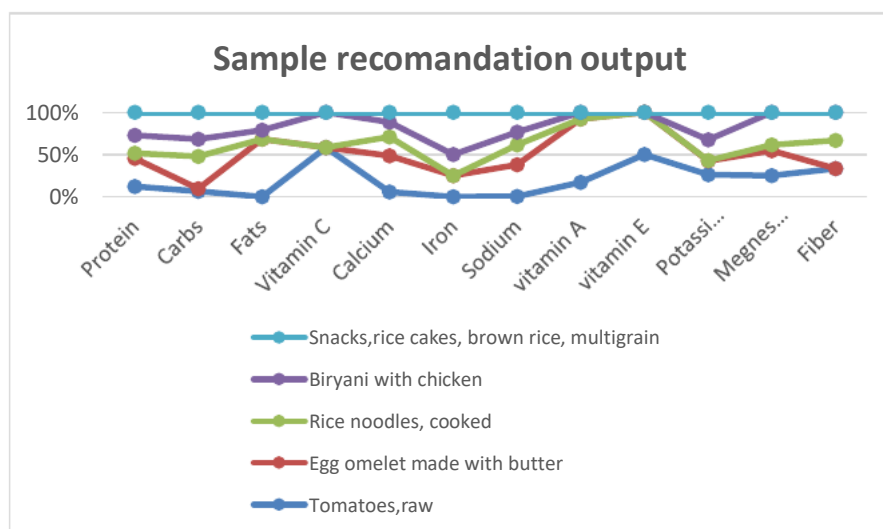 Sample recomandation output
100%
50%
0%
Protein
Carbs
Fats
Vitamin C
Calcium
Iron
Sodium
vitamin A
vitamin E
Potassi...
Megnes...
Fiber
Snacks,rice cakes, brown rice, multigrain
Biryani with chicken
Rice noodles, cooked
Egg omelet made with butter
Tomatoes,raw